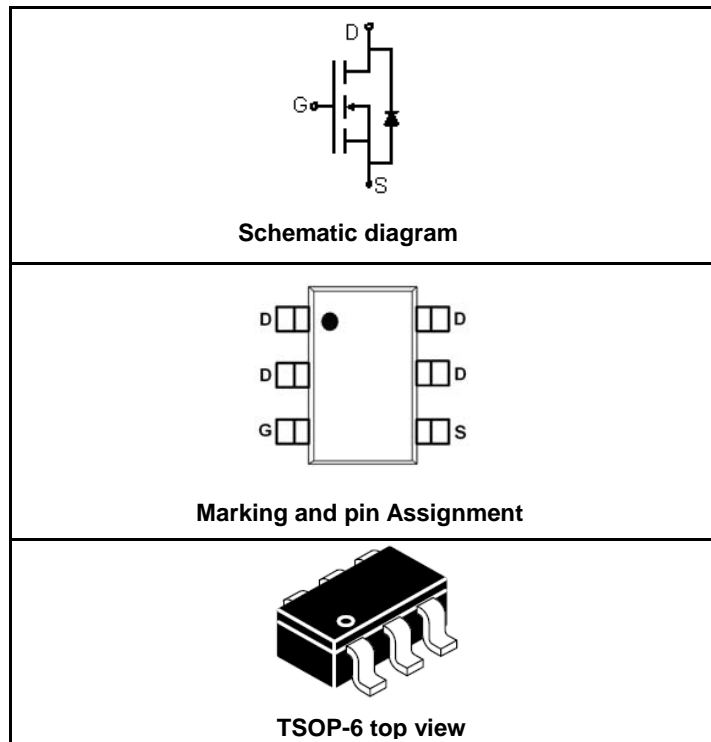 D
G
S
Schematic diagram
D D
D D
G S
Marking and pin Assignment
TSOP-6 top view